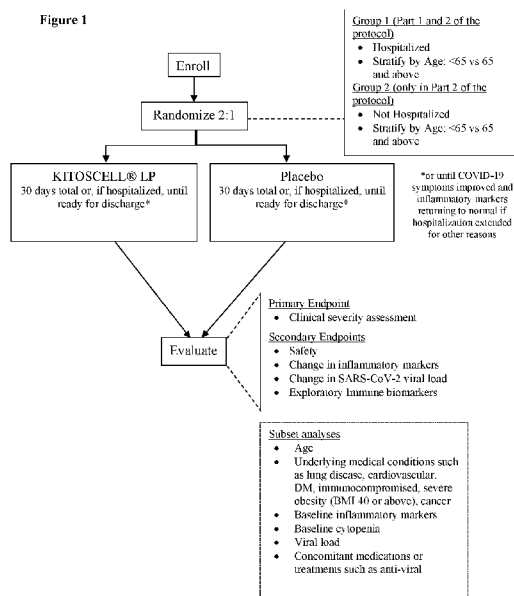 Figure 1
Enroll
Randomize 2:1
Group 1 (Part 1 and 2 of the
protocol)
• Hospitalized
• Stratify by Age: <65 vs 65
and above
Group 2 (only in Part 2 of the
protocol)
• Not Hospitalized
• Stratify by Age: <65 vs 65
and above
KITOSCELL® LP
30 days total or, if hospitalized, until
ready for discharge*
Placebo
30 days total or, if hospitalized, until
ready for discharge*
*or until COVID-19
symptoms improved and
inflammatory markers
returning to normal if
hospitalization extended
for other reasons
Evaluate
Primary Endpoint
• Clinical severity assessment
Secondary Endpoints
• Safety
• Change in inflammatory markers
• Change in SARS-CoV-2 viral load
• Exploratory Immune biomarkers
Subset analyses
• Age
• Underlying medical conditions such
as lung disease, cardiovascular,
DM, immunocompromised, severe
obesity (BMI 40 or above), cancer
• Baseline inflammatory markers
• Baseline cytopenia
• Viral load
• Concomitant medications or
treatments such as anti-viral